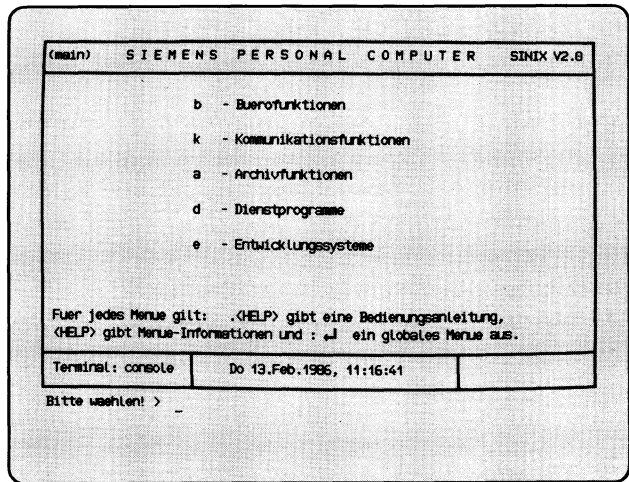 (main) SIEMENS PERSONAL COMPUTER SINIX V2.0
b - Buerofunktionen
k - Kommunikationsfunktionen
a - Archivfunktionen
d - Dienstprogramme
e - Entwicklungssysteme
Fuer jedes Menue gilt: .<HELP> gibt eine Bedienungsanleitung,
<HELP> gibt Menue-Informationen und : ↵ ein globales Menue aus.
Terminal: console Do 13.Feb.1986, 11:16:41
Bitte waehlen! > _